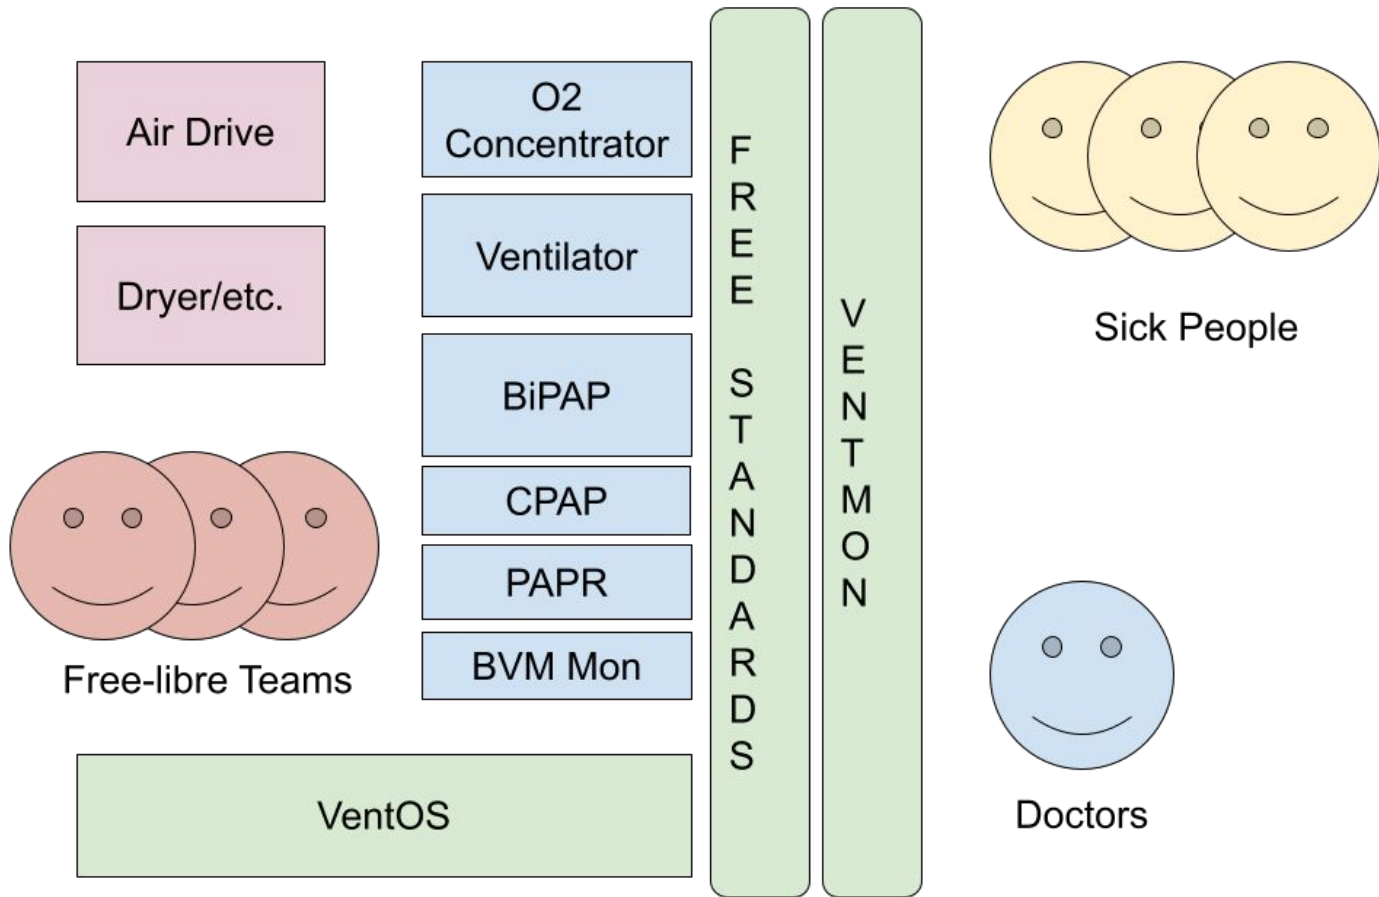 Air Drive
Dryer/etc.
Free-libre Teams
O2
Concentrator
Ventilator
BiPAP
CPAP
PAPR
BVM Mon
VentOS
FREE STANDARDS
VENTMON
Sick People
Doctors